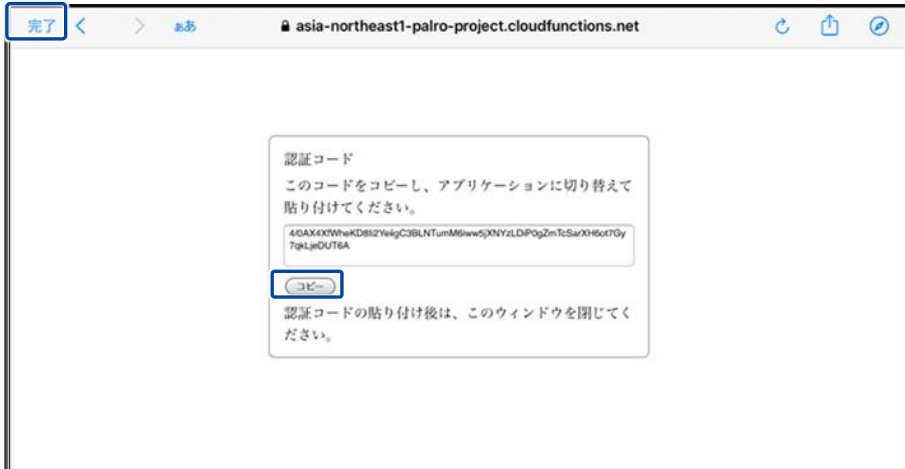 完了 ぁあ asia-northeast1-palro-project.cloudfunctions.net
認証コード
このコードをコピーし、アプリケーションに切り替えて
貼り付けてください。
コピー
認証コードの貼り付け後は、このウィンドウを閉じてく
ださい。